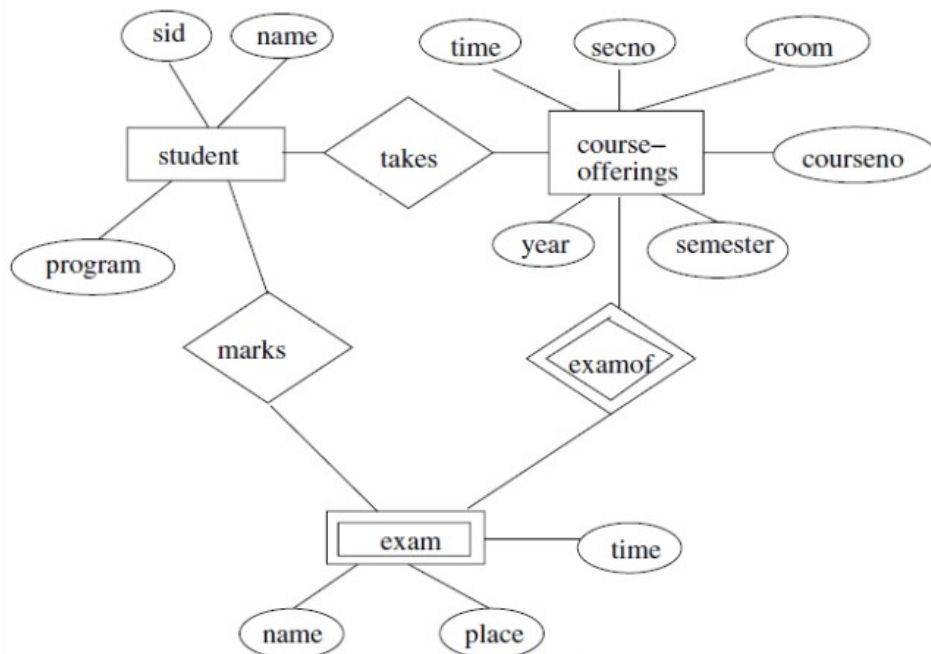 sid
name
time
secno
room
student
takes
course–
offerings
courseno
program
year
semester
marks
examof
exam
time
name
place